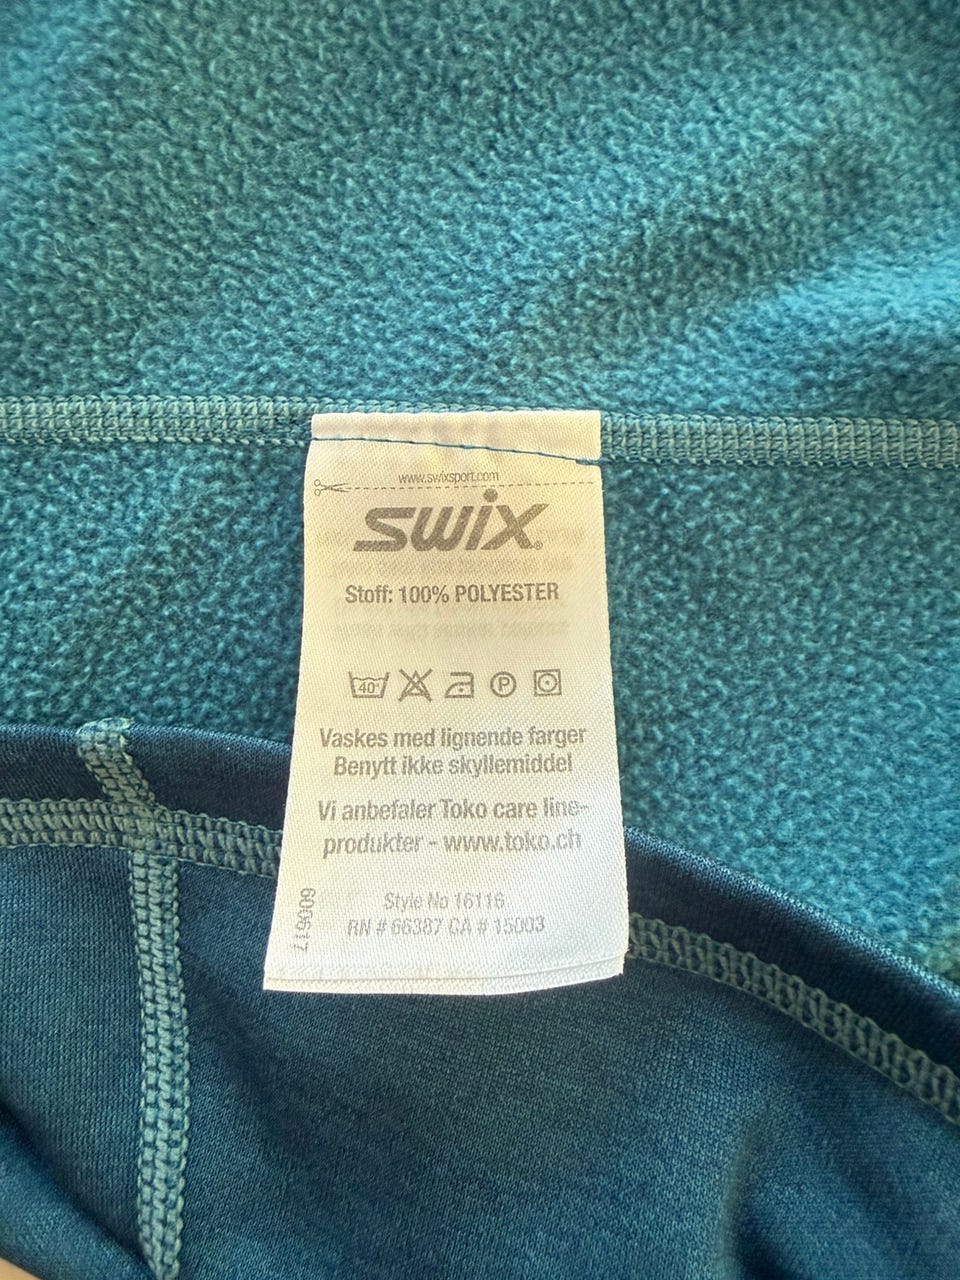 www.swixsport.com
swix®
Stoff: 100% POLYESTER
40°
P
Vaskes med lignende farger
Benytt ikke skyllemiddel
Vi anbefaler Toko care line-
produkter - www.toko.ch
Style No 16116
RN # 66387 CA # 15003